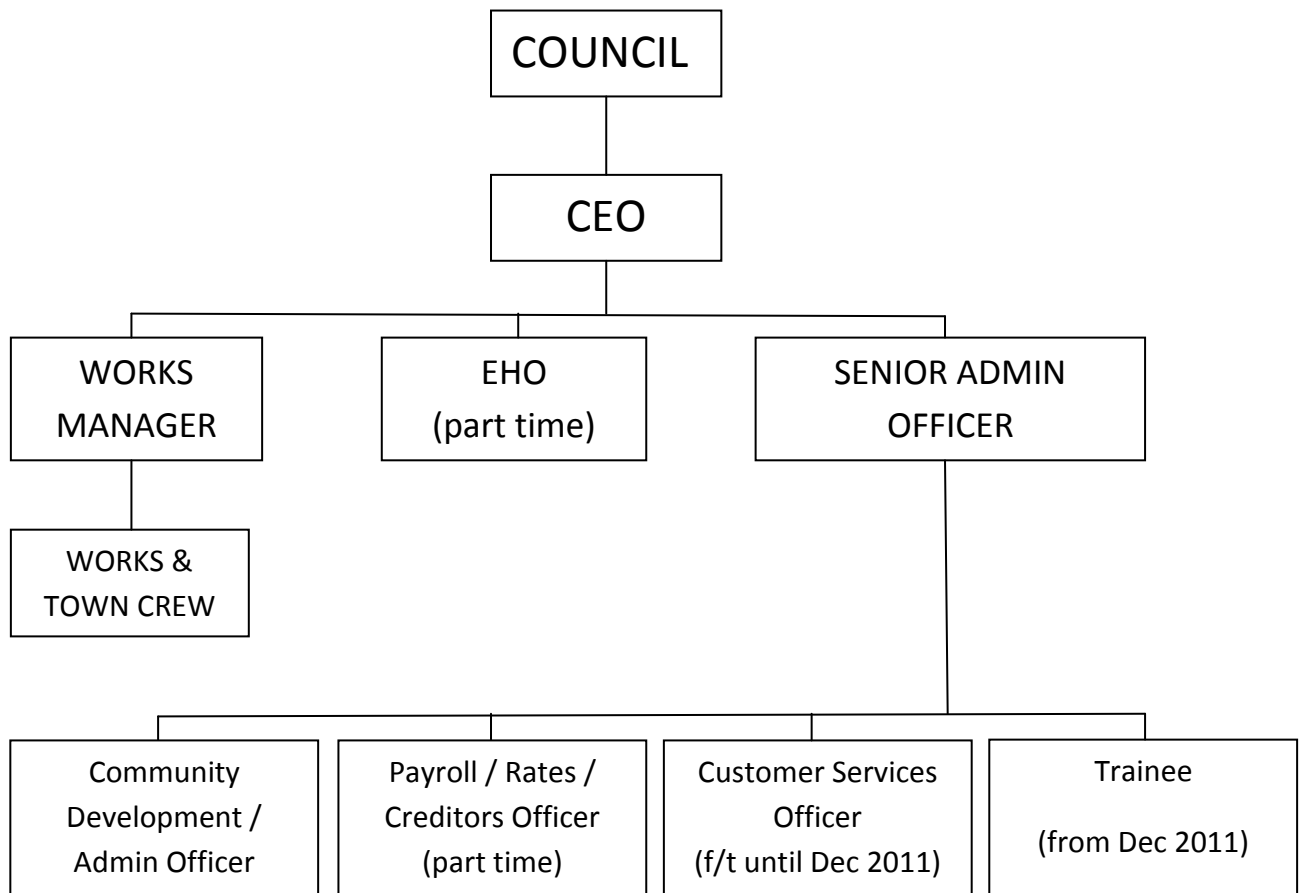 COUNCIL
CEO
WORKS
MANAGER
EHO
(part time)
SENIOR ADMIN
OFFICER
WORKS &
TOWN CREW
Community
Development /
Admin Officer
Payroll / Rates /
Creditors Officer
(part time)
Customer Services
Officer
(f/t until Dec 2011)
Trainee
(from Dec 2011)